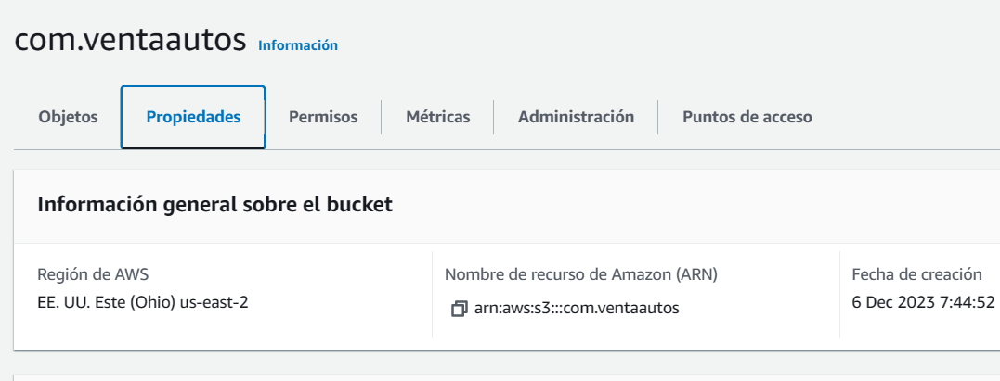 com.ventaautos Información
Objetos Propiedades Permisos Métricas Administración Puntos de acceso
Información general sobre el bucket
Región de AWS
EE. UU. Este (Ohio) us-east-2
Nombre de recurso de Amazon (ARN)
arn:aws:s3:::com.ventaautos
Fecha de creación
6 Dec 2023 7:44:52